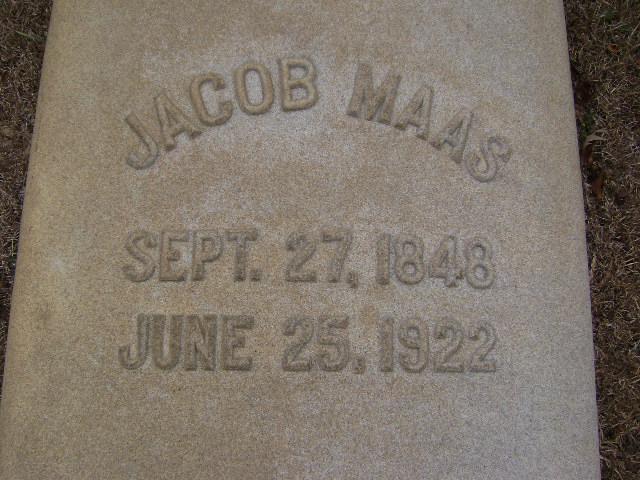 JACOB MAAS
SEPT. 27, 1848
JUNE 25, 1922